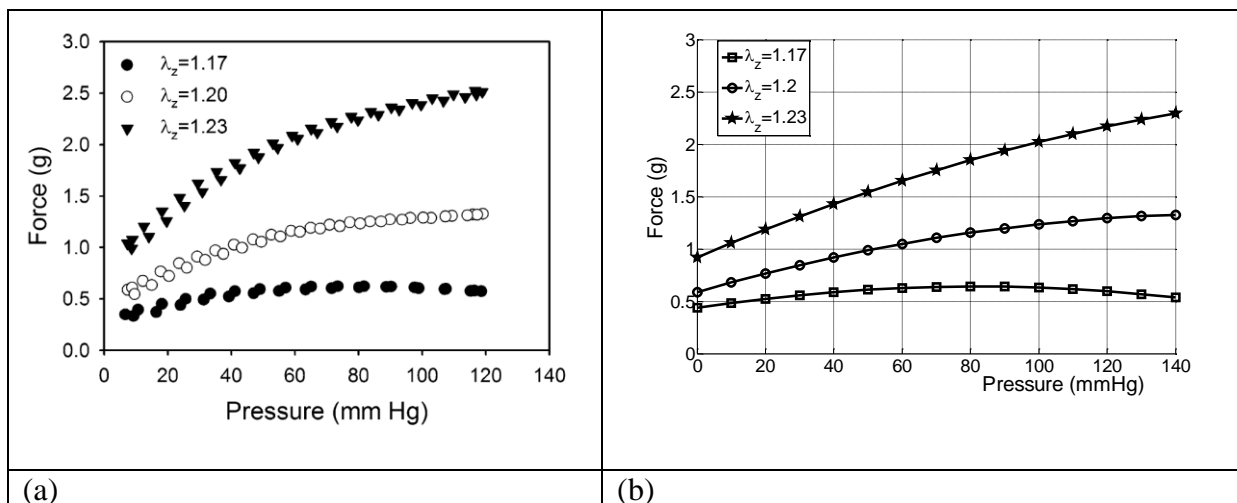 3.0
2.5
2.0
1.5
1.0
0.5
0.0
Force (g)
λz=1.17
λz=1.20
λz=1.23
0 20 40 60 80 100 120 140
Pressure (mm Hg)
(a)
3
2.5
2
1.5
1
0.5
0
Force (g)
λz=1.17
λz=1.2
λz=1.23
0 20 40 60 80 100 120 140
Pressure (mmHg)
(b)